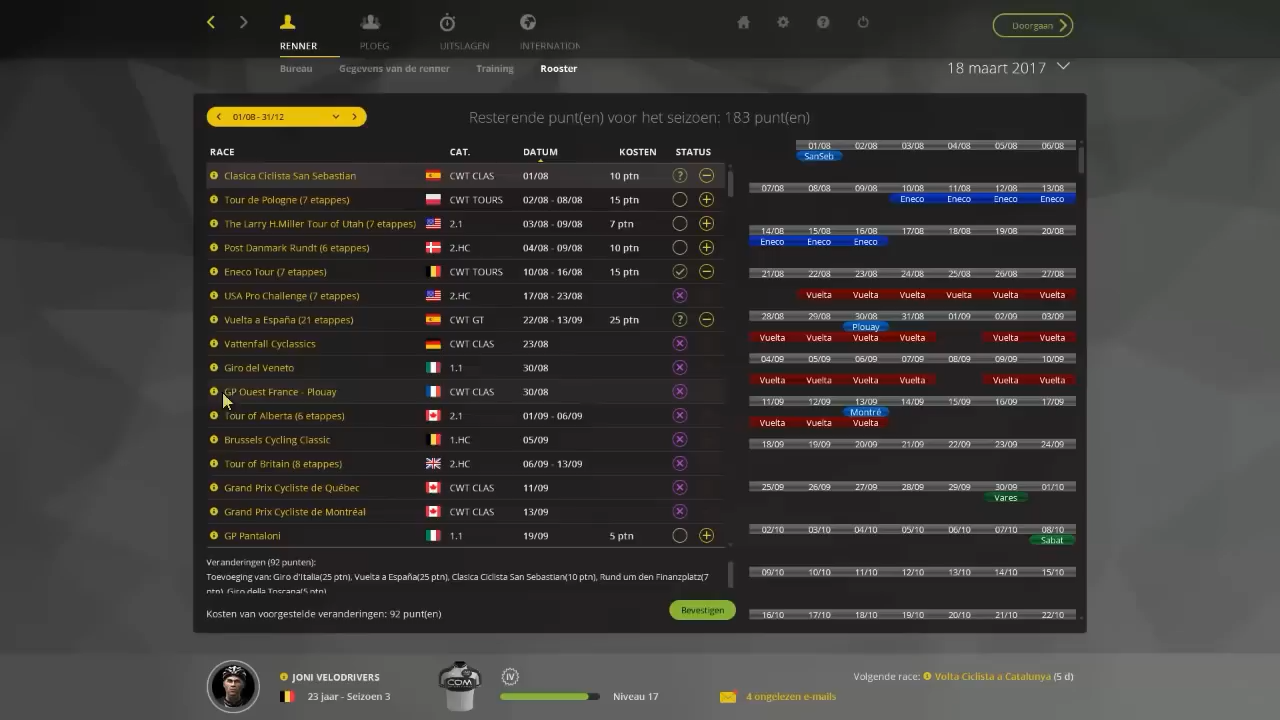 RENNER PLOEG UITSLAGEN INTERNATION Doorgaan
Bureau Gegevens van de renner Training Rooster 18 maart 2017
01/08 - 31/12 Resterende punt(en) voor het seizoen: 183 punt(en)
RACE CAT. DATUM KOSTEN STATUS
Clasica Ciclista San Sebastian CWT CLAS 01/08 10 ptn ?
Tour de Pologne (7 etappes) CWT TOURS 02/08 - 08/08 15 ptn
The Larry H.Miller Tour of Utah (7 etappes) 2.1 03/08 - 09/08 7 ptn
Post Danmark Rundt (6 etappes) 2.HC 04/08 - 09/08 10 ptn
Eneco Tour (7 etappes) CWT TOURS 10/08 - 16/08 15 ptn
USA Pro Challenge (7 etappes) 2.HC 17/08 - 23/08
Vuelta a España (21 etappes) CWT GT 22/08 - 13/09 25 ptn ?
Vattenfall Cyclassics CWT CLAS 23/08
Giro del Veneto 1.1 30/08
GP Ouest France - Plouay CWT CLAS 30/08
Tour of Alberta (6 etappes) 2.1 01/09 - 06/09
Brussels Cycling Classic 1.HC 05/09
Tour of Britain (8 etappes) 2.HC 06/09 - 13/09
Grand Prix Cycliste de Québec CWT CLAS 11/09
Grand Prix Cycliste de Montréal CWT CLAS 13/09
GP Pantaloni 1.1 19/09 5 ptn
Veranderingen (92 punten):
Toevoeging van: Giro d'Italia(25 ptn), Vuelta a España(25 ptn), Clasica Ciclista San Sebastian(10 ptn), Rund um den Finanzplatz(7
ptn), Giro della Toscana(5 ptn)
Kosten van voorgestelde veranderingen: 92 punt(en) Bevestigen
01/08 02/08 03/08 04/08 05/08 06/08
SanSeb
07/08 08/08 09/08 10/08 11/08 12/08 13/08
Eneco Eneco Eneco Eneco
14/08 15/08 16/08 17/08 18/08 19/08 20/08
Eneco Eneco Eneco
21/08 22/08 23/08 24/08 25/08 26/08 27/08
Vuelta Vuelta Vuelta Vuelta Vuelta Vuelta
28/08 29/08 30/08 31/08 01/09 02/09 03/09
Plouay
Vuelta Vuelta Vuelta Vuelta Vuelta Vuelta
04/09 05/09 06/09 07/09 08/09 09/09 10/09
Vuelta Vuelta Vuelta Vuelta Vuelta Vuelta
11/09 12/09 13/09 14/09 15/09 16/09 17/09
Montré
Vuelta Vuelta Vuelta
18/09 19/09 20/09 21/09 22/09 23/09 24/09
25/09 26/09 27/09 28/09 29/09 30/09 01/10
Vares
02/10 03/10 04/10 05/10 06/10 07/10 08/10
Sabat
09/10 10/10 11/10 12/10 13/10 14/10 15/10
16/10 17/10 18/10 19/10 20/10 21/10 22/10
JONI VELODRIVERS
23 jaar - Seizoen 3
COM
IV
Niveau 17
Volgende race: Volta Ciclista a Catalunya (5 d)
4 ongelezen e-mails